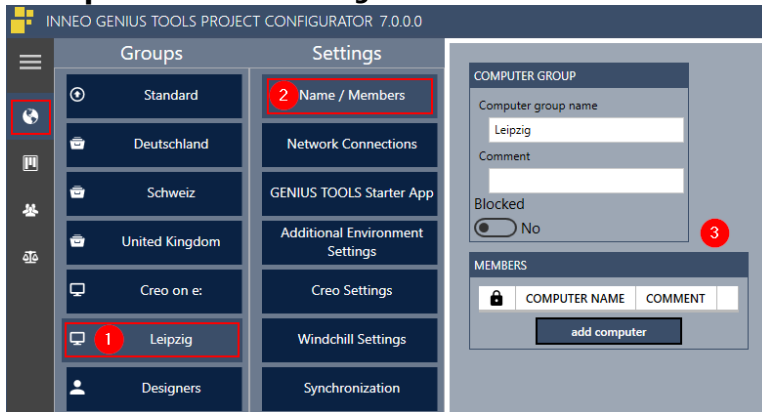 INNEO GENIUS TOOLS PROJECT CONFIGURATOR 7.0.0.0
Groups
Settings
Standard
Deutschland
Schweiz
United Kingdom
Creo on e:
1 Leipzig
Designers
2 Name / Members
Network Connections
GENIUS TOOLS Starter App
Additional Environment
Settings
Creo Settings
Windchill Settings
Synchronization
COMPUTER GROUP
Computer group name
Leipzig
Comment
Blocked
No
3
MEMBERS
COMPUTER NAME COMMENT
add computer